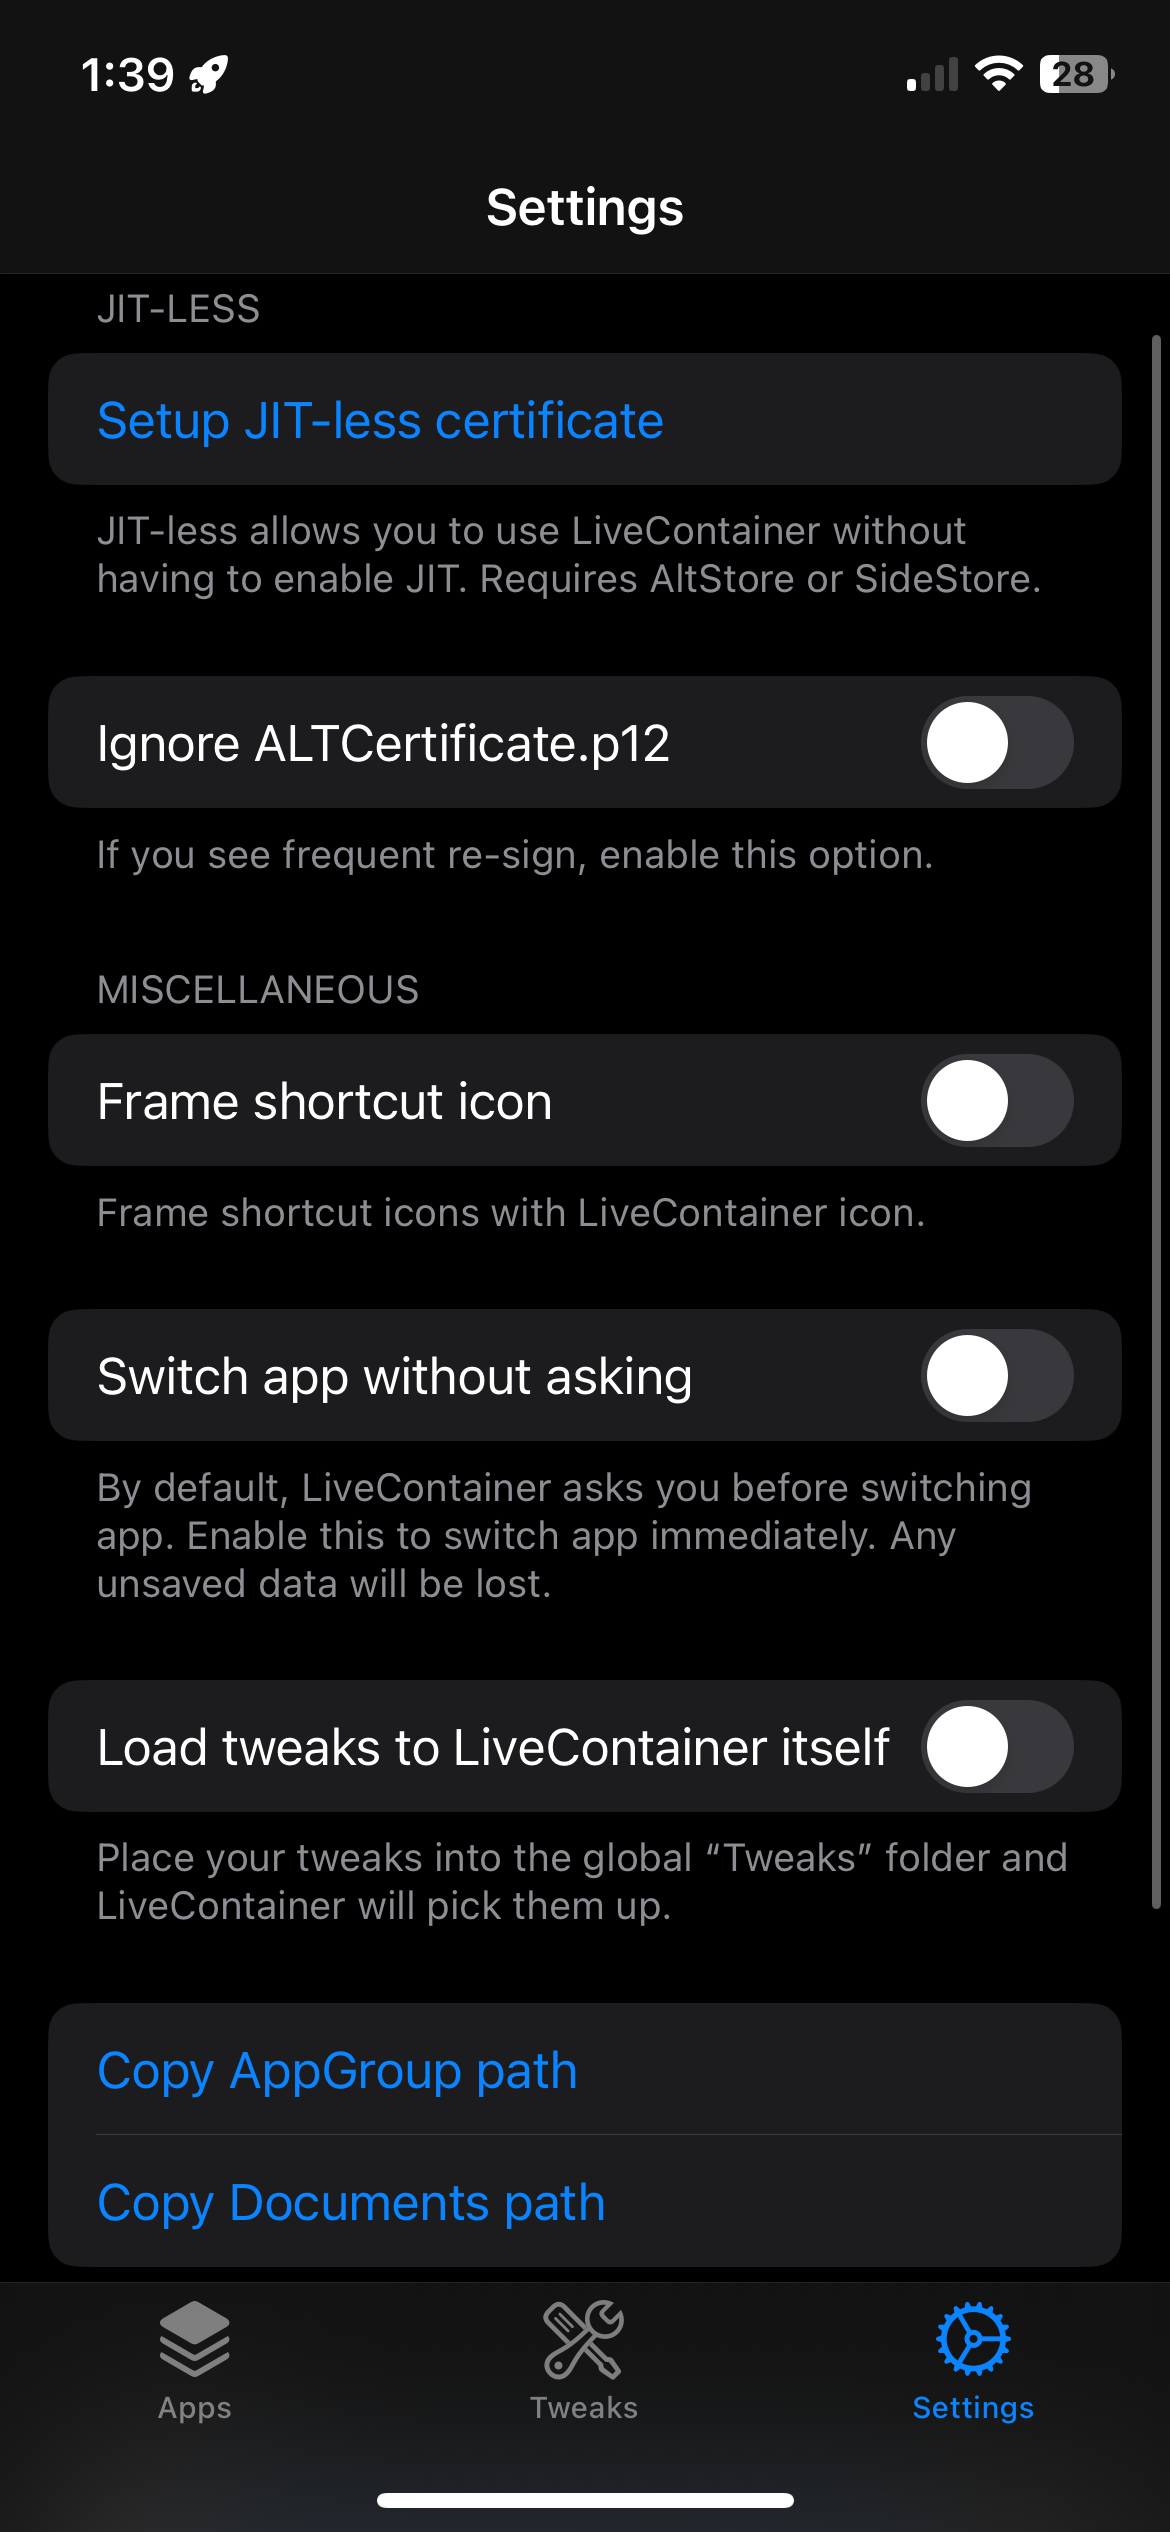 1:39
28
Settings
JIT-LESS
Setup JIT-less certificate
JIT-less allows you to use LiveContainer without
having to enable JIT. Requires AltStore or SideStore.
Ignore ALTCertificate.p12
If you see frequent re-sign, enable this option.
MISCELLANEOUS
Frame shortcut icon
Frame shortcut icons with LiveContainer icon.
Switch app without asking
By default, LiveContainer asks you before switching
app. Enable this to switch app immediately. Any
unsaved data will be lost.
Load tweaks to LiveContainer itself
Place your tweaks into the global “Tweaks” folder and
LiveContainer will pick them up.
Copy AppGroup path
Copy Documents path
Apps
Tweaks
Settings